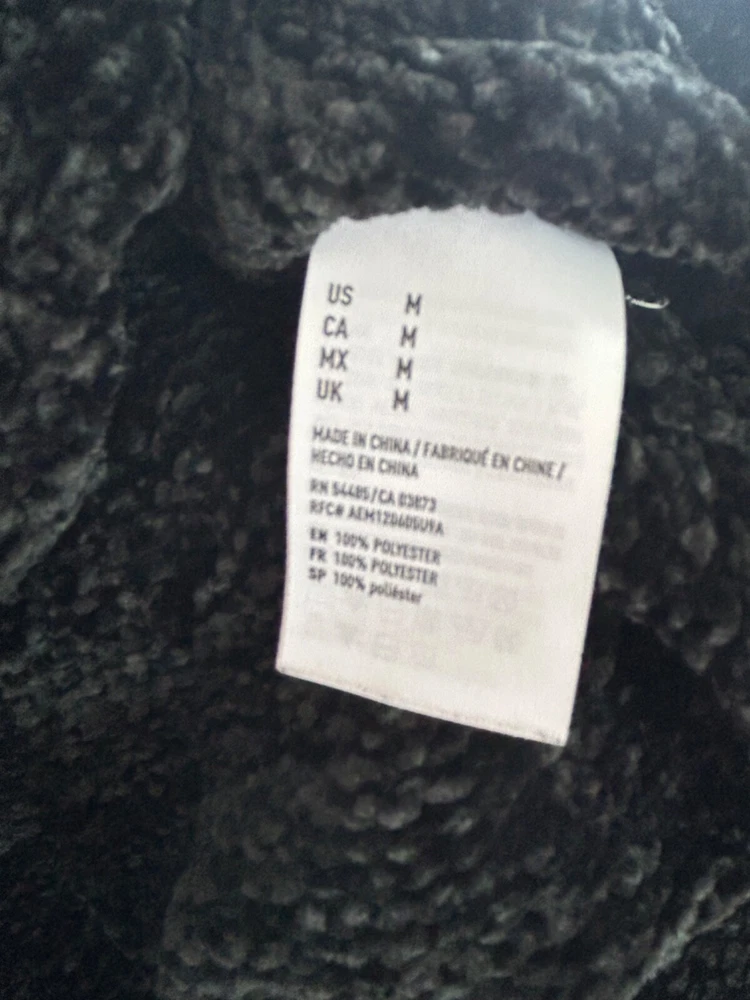 US M
CA M
MX M
UK M
MADE IN CHINA / FABRIQUÉ EN CHINE /
HECHO EN CHINA
RN 54485/CA 03873
RFC# AEM120605U9A
EN 100% POLYESTER
FR 100% POLYESTER
SP 100% poliéster